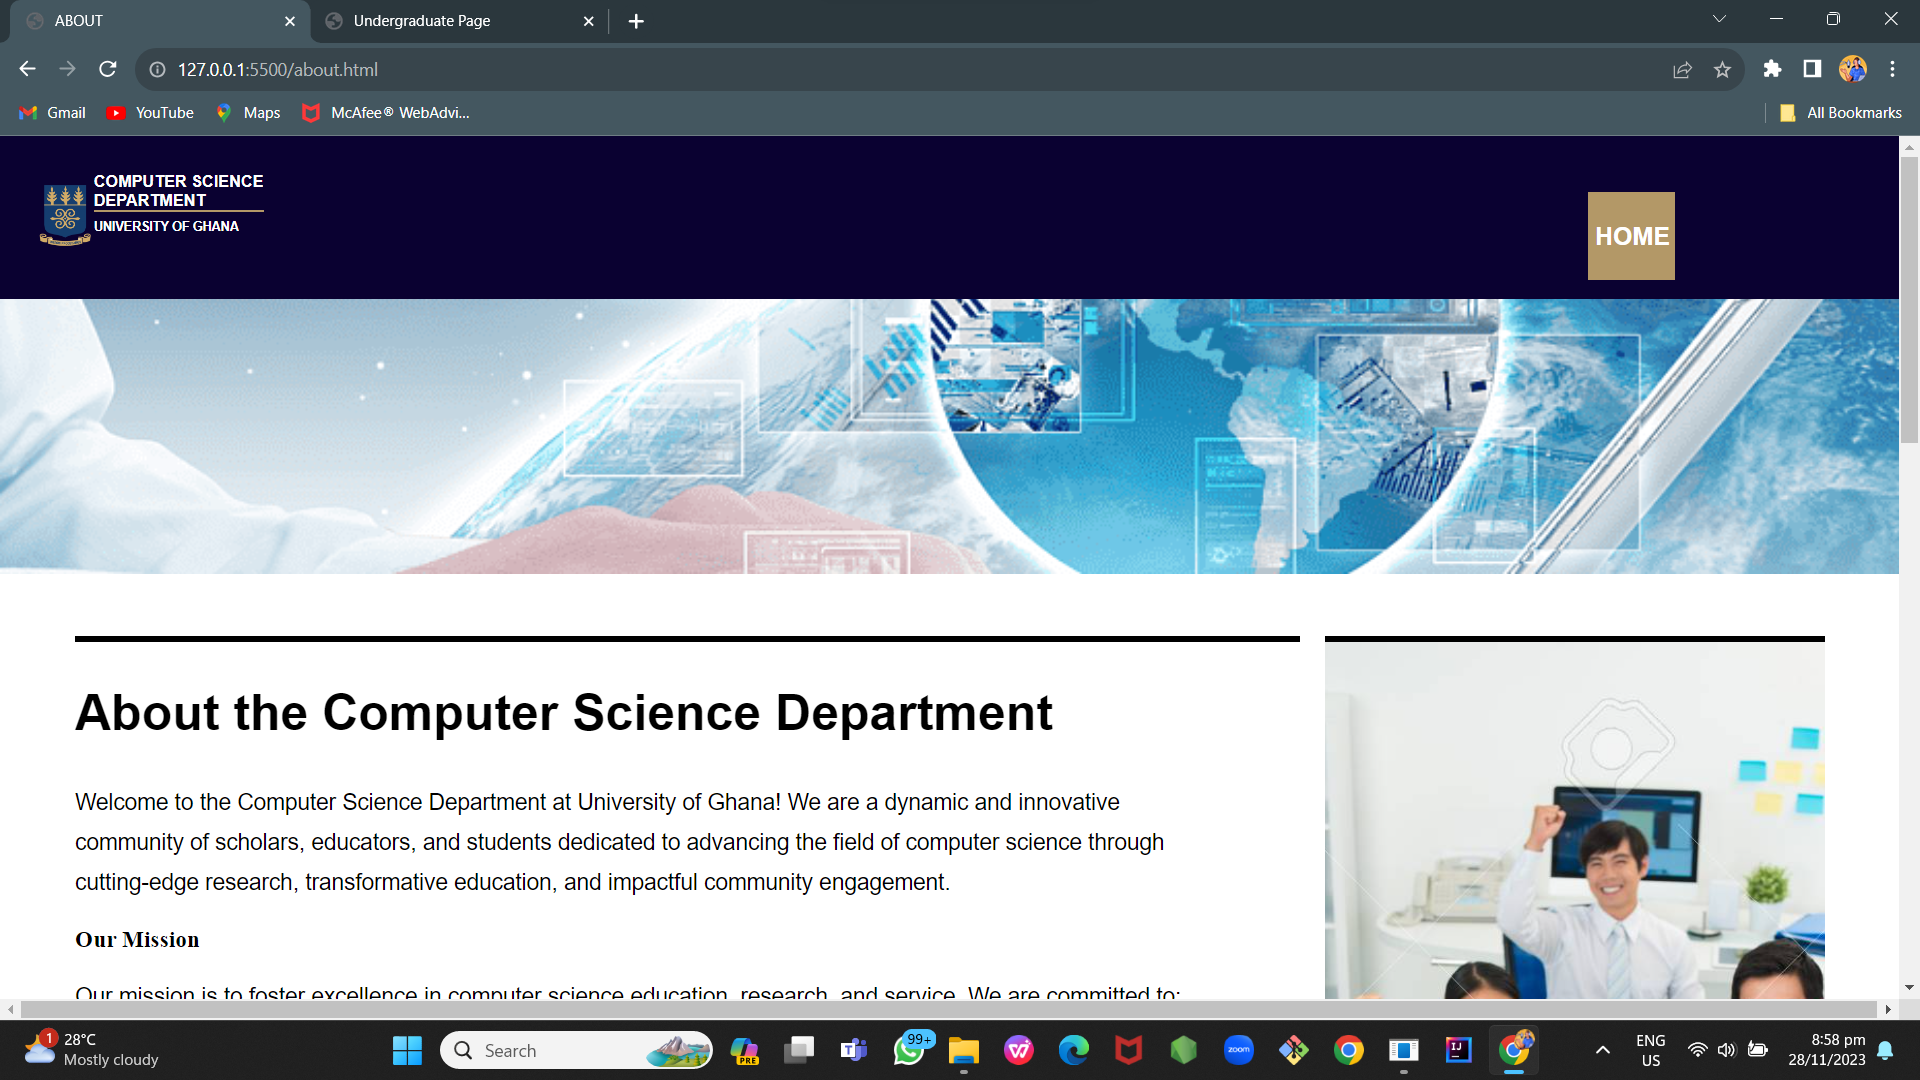 ABOUT
Undergraduate Page
127.0.0.1:5500/about.html
Gmail
YouTube
Maps
McAfee® WebAdvi...
All Bookmarks
COMPUTER SCIENCE
DEPARTMENT
UNIVERSITY OF GHANA
HOME
About the Computer Science Department
Welcome to the Computer Science Department at University of Ghana! We are a dynamic and innovative
community of scholars, educators, and students dedicated to advancing the field of computer science through
cutting-edge research, transformative education, and impactful community engagement.
Our Mission
Our mission is to foster excellence in computer science education, research, and service. We are committed to:
1
28°C
Mostly cloudy
Search
PRE
99+
zoom
IJ
ENG
US
8:58 pm
28/11/2023